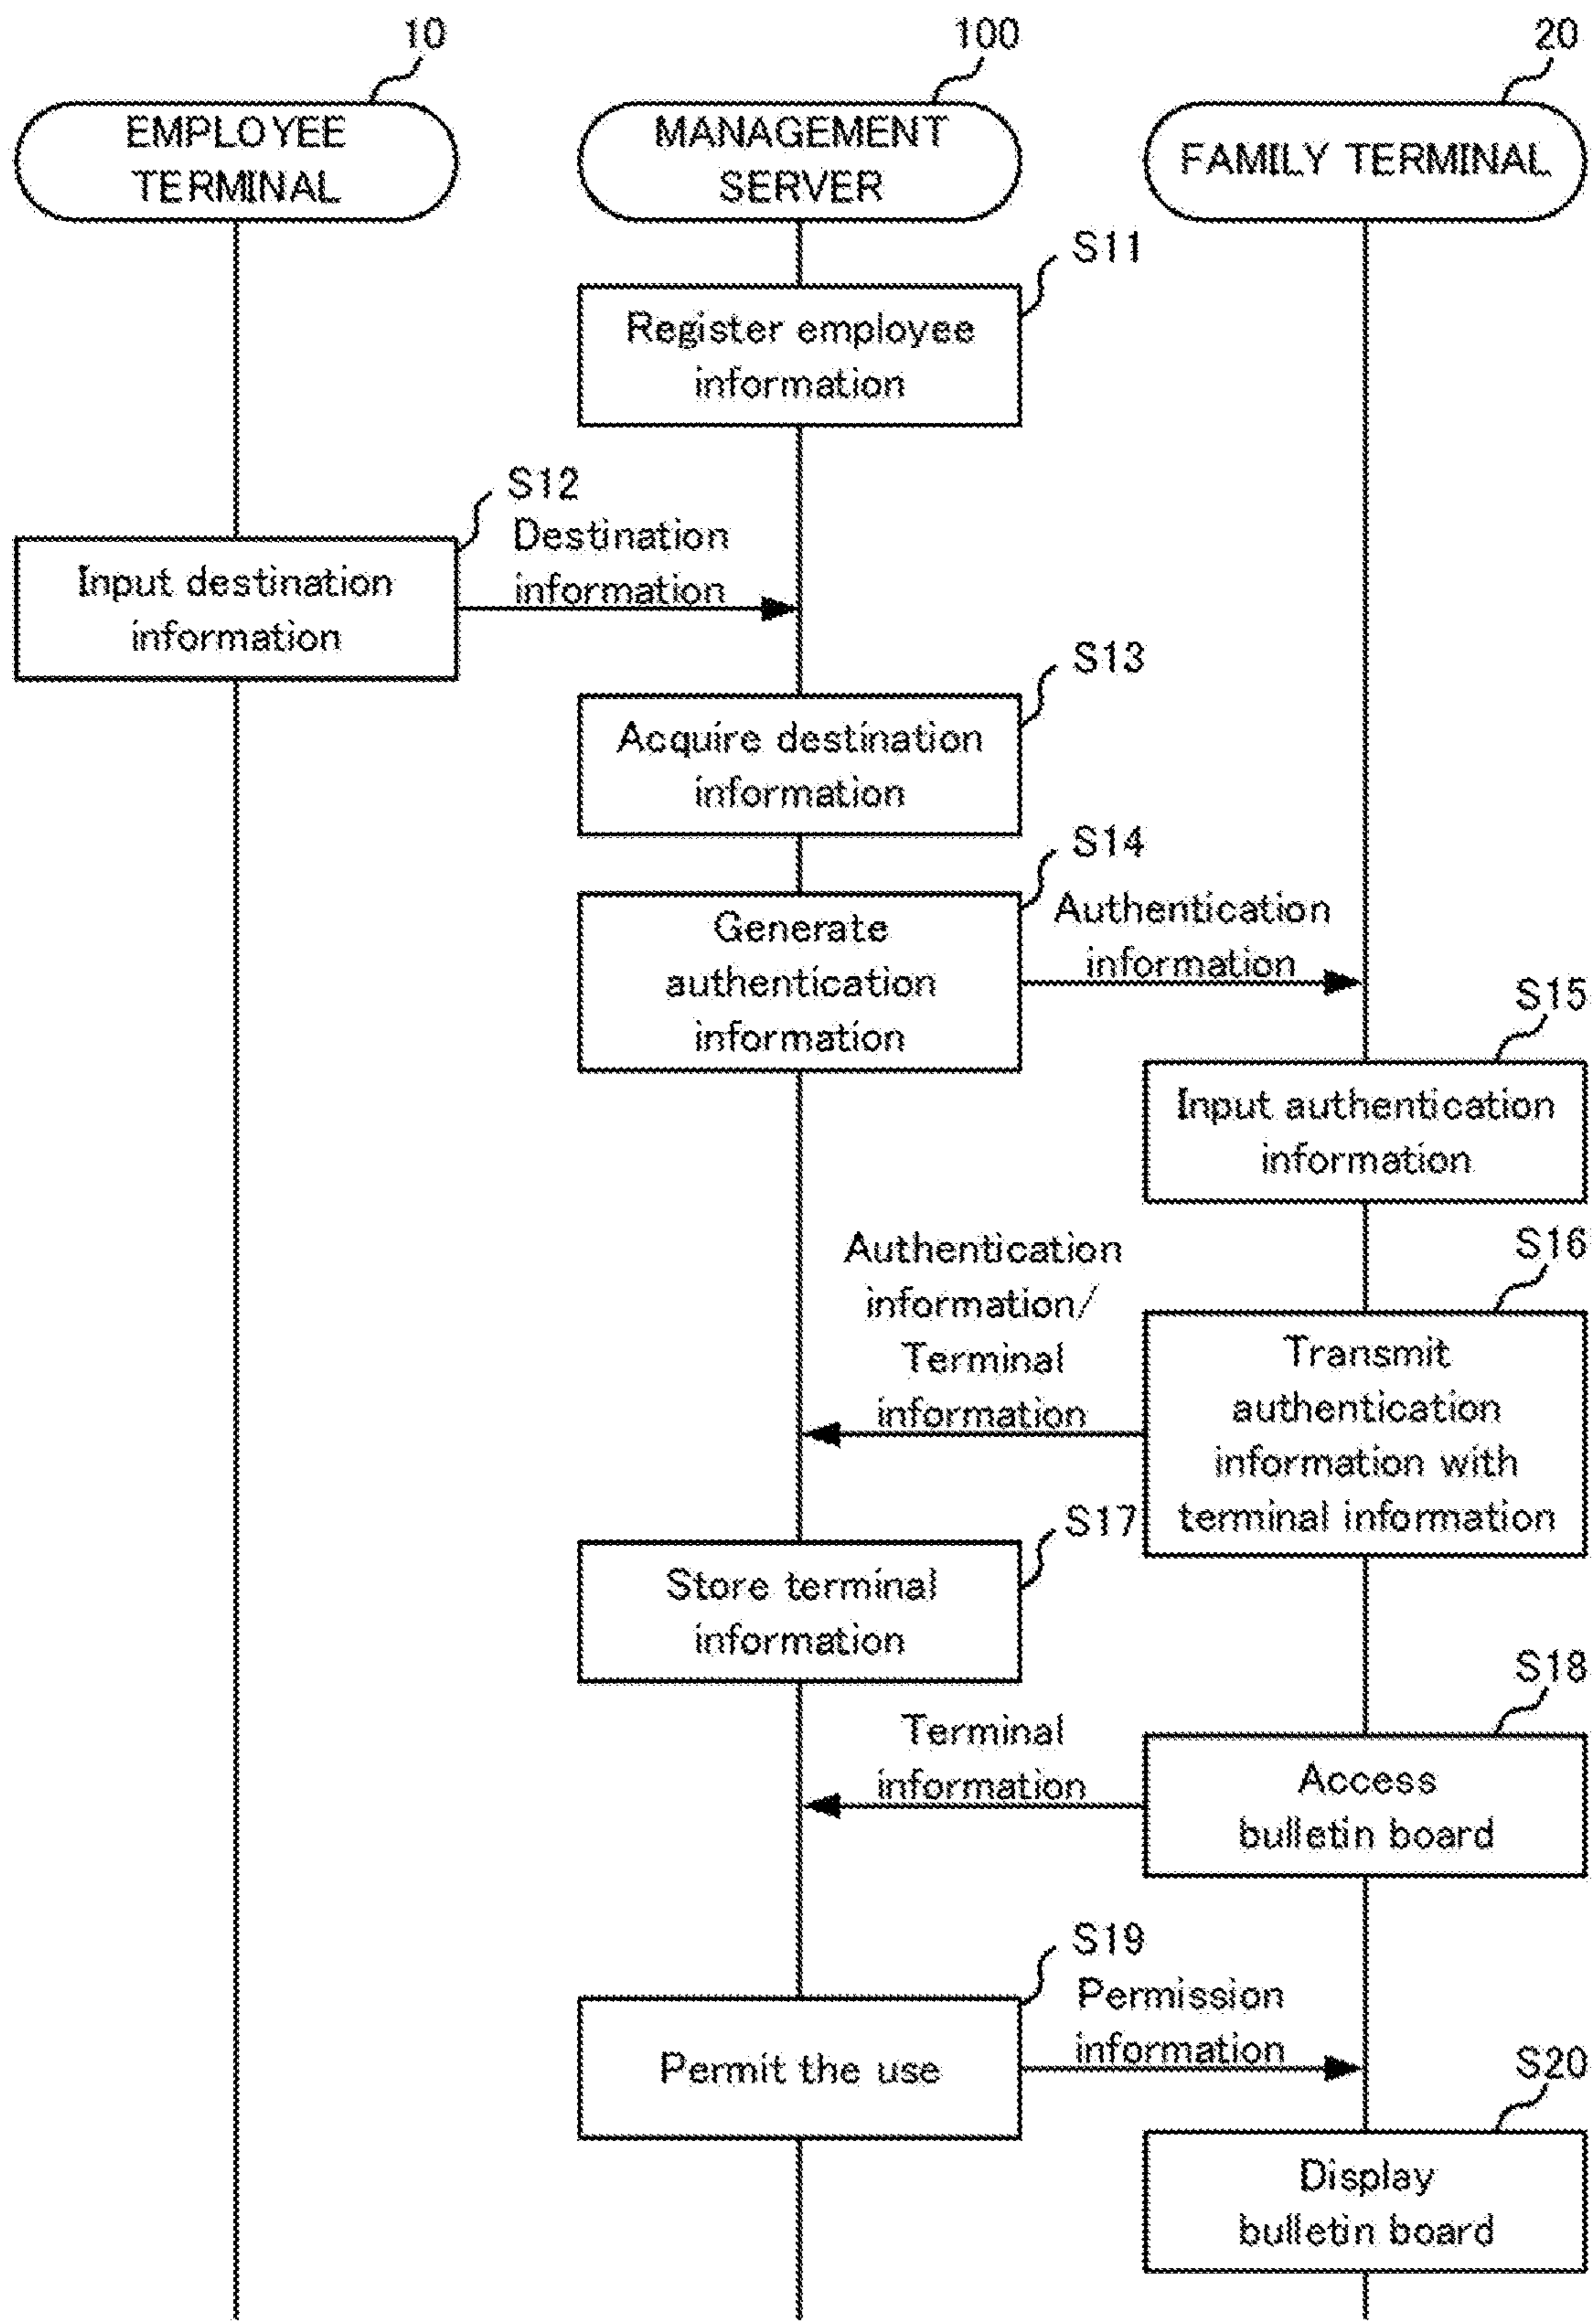 10
100
20
EMPLOYEE
TERMINAL
MANAGEMENT
SERVER
FAMILY TERMINAL
S11
Register employee
information
S12
Destination
information
Input destination
information
S13
Acquire destination
information
S14
Generate
authentication
information
Authentication
information
S15
Input authentication
information
S16
Authentication
information/
Terminal
information
Transmit
authentication
information with
terminal information
S17
Store terminal
information
S18
Terminal
information
Access
bulletin board
S19
Permission
information
Permit the use
S20
Display
bulletin board